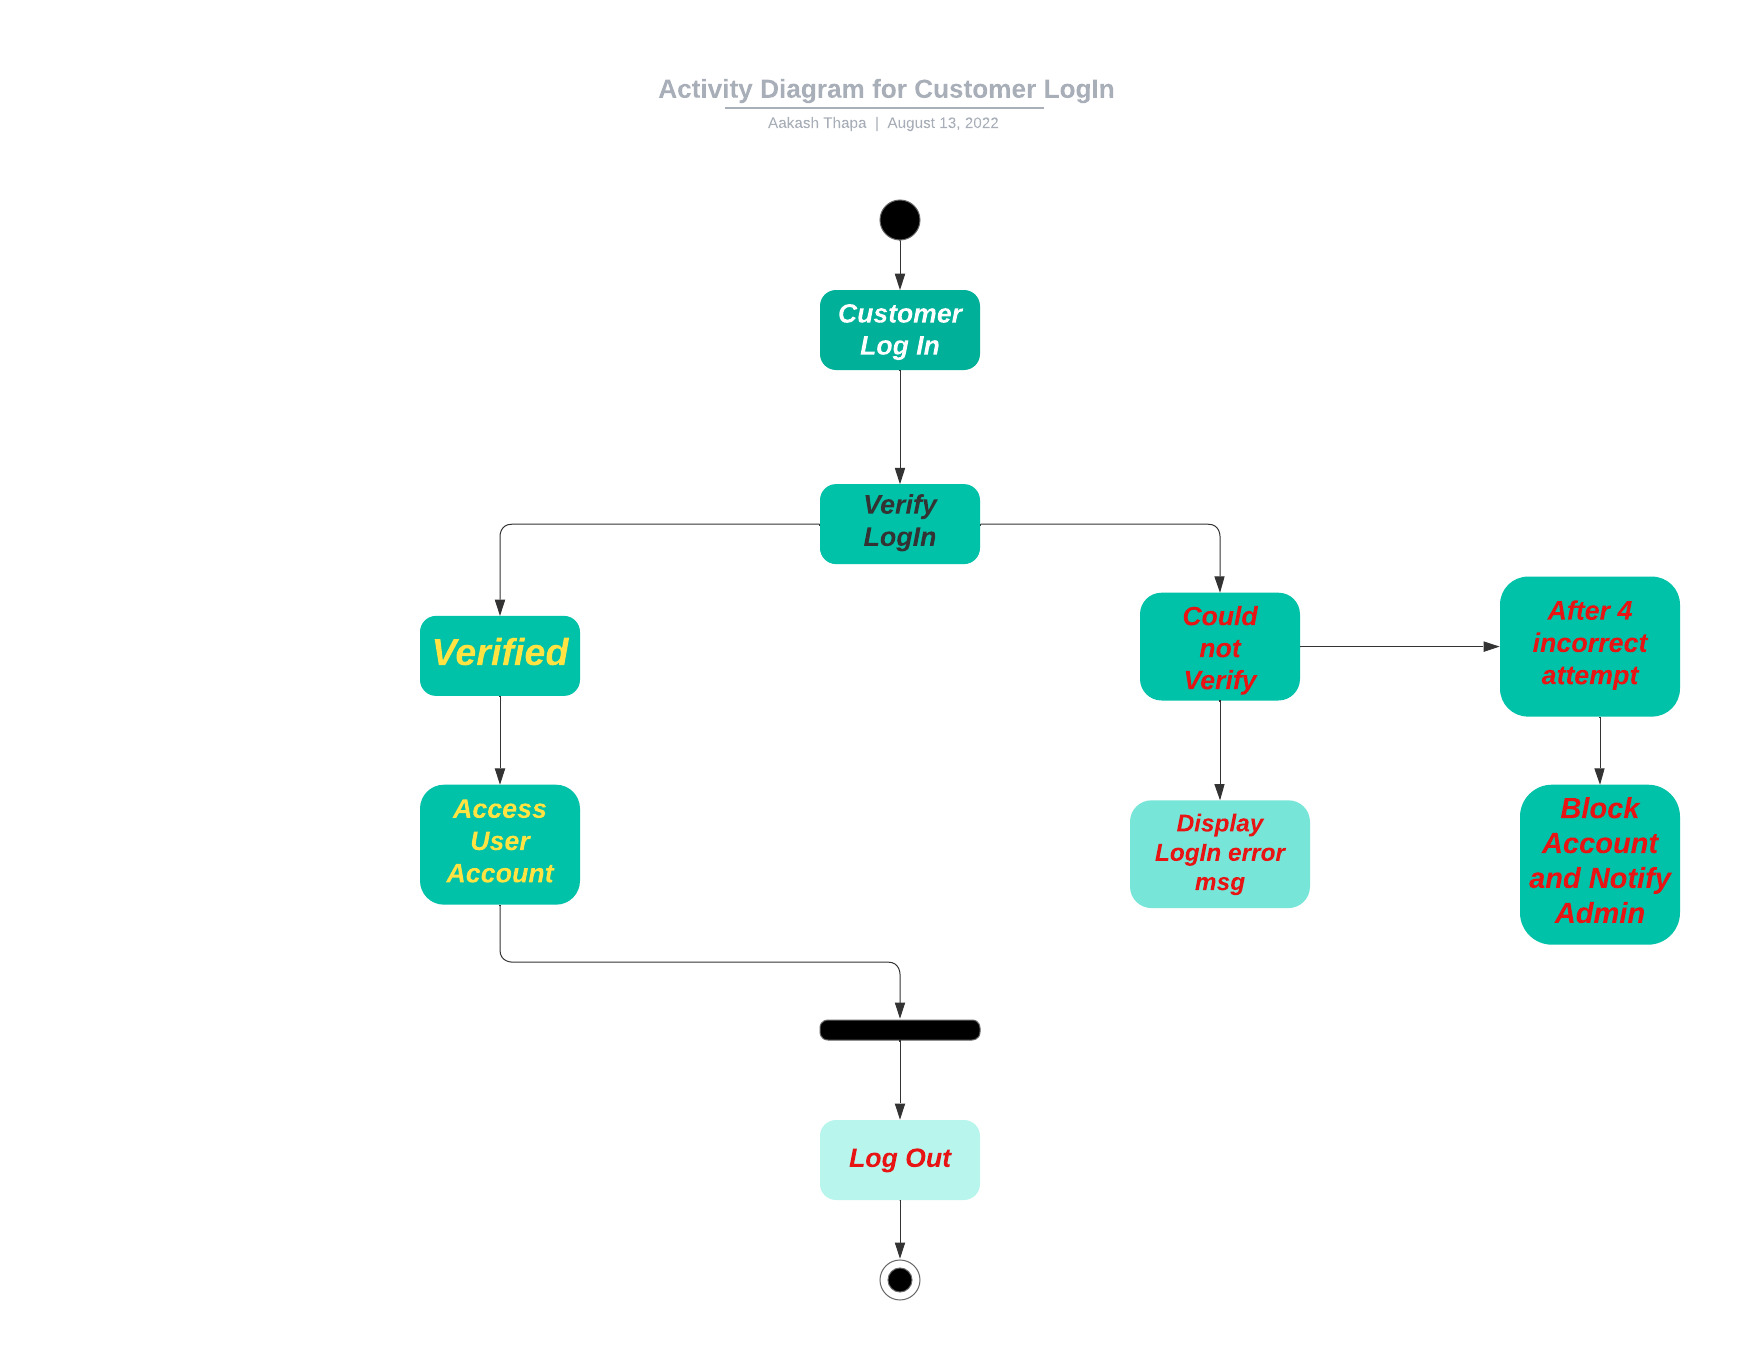 Activity Diagram for Customer LogIn
Aakash Thapa | August 13, 2022
Customer
Log In
Verify
LogIn
Verified
Could
not
Verify
After 4
incorrect
attempt
Access
User
Account
Display
LogIn error
msg
Block
Account
and Notify
Admin
Log Out